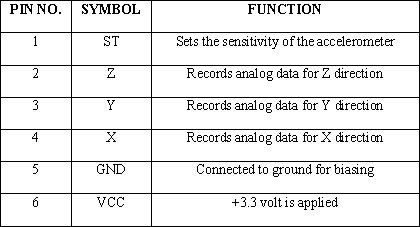 PIN NO. SYMBOL FUNCTION
1 ST Sets the sensitivity of the accelerometer
2 Z Records analog data for Z direction
3 Y Records analog data for Y direction
4 X Records analog data for X direction
5 GND Connected to ground for biasing
6 VCC +3.3 volt is applied